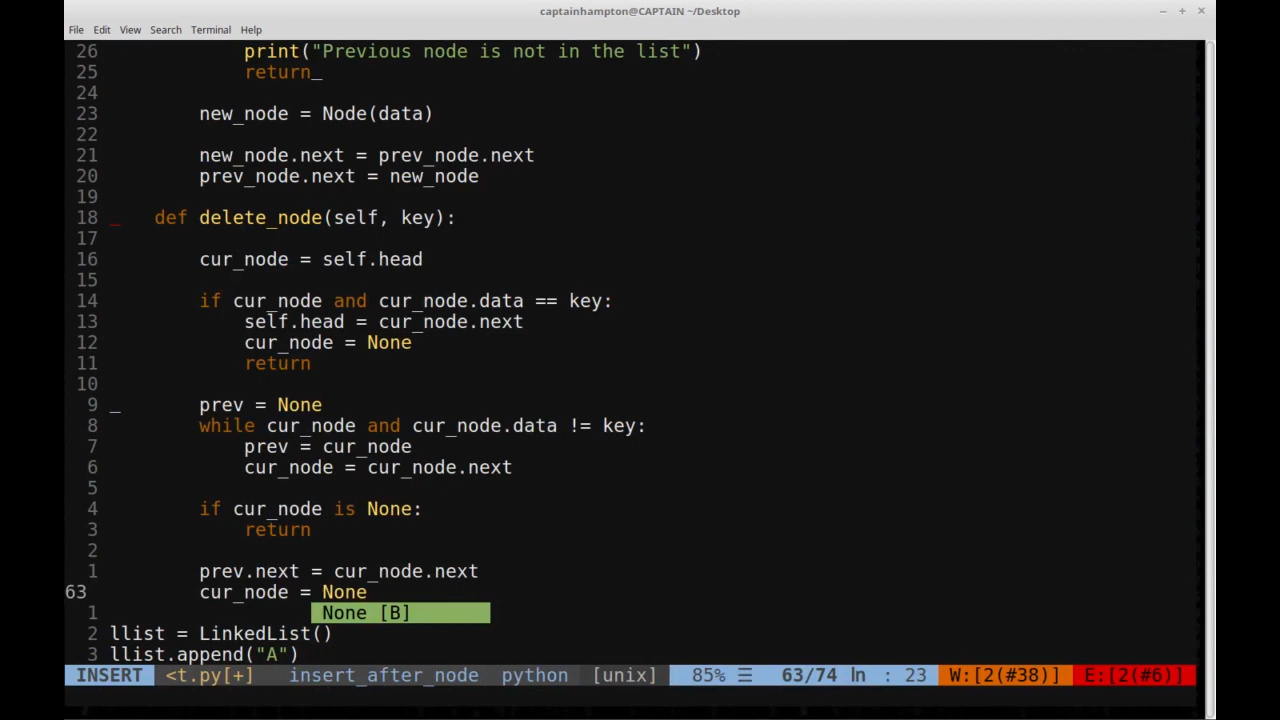 captainhampton@CAPTAIN ~/Desktop
File Edit View Search Terminal Help
26 print("Previous node is not in the list")
25 return_
24
23 new_node = Node(data)
22
21 new_node.next = prev_node.next
20 prev_node.next = new_node
19
18 _ def delete_node(self, key):
17
16 cur_node = self.head
15
14 if cur_node and cur_node.data == key:
13 self.head = cur_node.next
12 cur_node = None
11 return
10
9 _ prev = None
8 while cur_node and cur_node.data != key:
7 prev = cur_node
6 cur_node = cur_node.next
5
4 if cur_node is None:
3 return
2
1 prev.next = cur_node.next
63 cur_node = None
1 None [B]
2 llist = LinkedList()
3 llist.append("A")
INSERT <t.py[+] insert_after_node python [unix] 85% ☰ 63/74 ㏑ : 23 W:[2(#38)] E:[2(#6)]